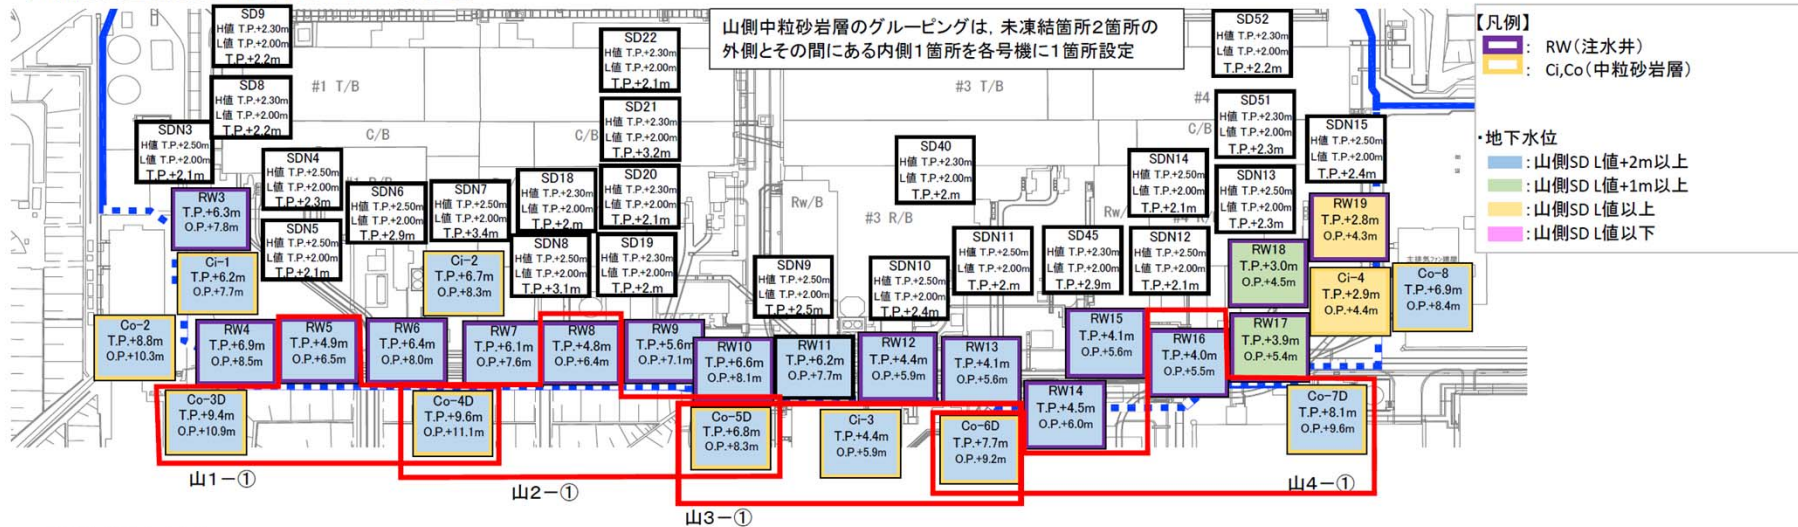 山側中粒砂岩層のグルーピングは，未凍結箇所2箇所の
外側とその間にある内側1箇所を各号機に1箇所設定
【凡例】
： RW（注水井）
： Ci,Co（中粒砂岩層）
・地下水位
：山側SD L値+2m以上
：山側SD L値+1m以上
：山側SD L値以上
：山側SD L値以下
SD9
H値 T.P.+2.30m
L値 T.P.+2.00m
T.P.+2.2m
SD8
H値 T.P.+2.30m
L値 T.P.+2.00m
T.P.+2.2m
SDN3
H値 T.P.+2.50m
L値 T.P.+2.00m
T.P.+2.1m
SDN4
H値 T.P.+2.50m
L値 T.P.+2.00m
T.P.+2.3m
SDN5
H値 T.P.+2.50m
L値 T.P.+2.00m
T.P.+2.1m
SDN6
H値 T.P.+2.50m
L値 T.P.+2.00m
T.P.+2.9m
SDN7
H値 T.P.+2.50m
L値 T.P.+2.00m
T.P.+3.4m
SD18
H値 T.P.+2.30m
L値 T.P.+2.00m
T.P.+2.m
SDN8
H値 T.P.+2.50m
L値 T.P.+2.00m
T.P.+3.1m
SD22
H値 T.P.+2.30m
L値 T.P.+2.00m
T.P.+2.1m
SD21
H値 T.P.+2.30m
L値 T.P.+2.00m
T.P.+3.2m
SD20
H値 T.P.+2.30m
L値 T.P.+2.00m
T.P.+2.1m
SD19
H値 T.P.+2.30m
L値 T.P.+2.00m
T.P.+2.m
SDN9
H値 T.P.+2.50m
L値 T.P.+2.00m
T.P.+2.5m
SDN10
H値 T.P.+2.50m
L値 T.P.+2.00m
T.P.+2.4m
SD40
H値 T.P.+2.30m
L値 T.P.+2.00m
T.P.+2.m
SDN11
H値 T.P.+2.50m
L値 T.P.+2.00m
T.P.+2.m
SD45
H値 T.P.+2.30m
L値 T.P.+2.00m
T.P.+2.9m
SDN12
H値 T.P.+2.50m
L値 T.P.+2.00m
T.P.+2.1m
SDN14
H値 T.P.+2.50m
L値 T.P.+2.00m
T.P.+2.1m
SD52
H値 T.P.+2.30m
L値 T.P.+2.00m
T.P.+2.2m
SD51
H値 T.P.+2.30m
L値 T.P.+2.00m
T.P.+2.3m
SDN13
H値 T.P.+2.50m
L値 T.P.+2.00m
T.P.+2.3m
SDN15
H値 T.P.+2.50m
L値 T.P.+2.00m
T.P.+2.4m
#1 T/B
C/B
C/B
#3 T/B
#4
C/B
Rw/B
#3 R/B
RW3
T.P.+6.3m
O.P.+7.8m
Ci-1
T.P.+6.2m
O.P.+7.7m
Ci-2
T.P.+6.7m
O.P.+8.3m
Co-2
T.P.+8.8m
O.P.+10.3m
RW4
T.P.+6.9m
O.P.+8.5m
RW5
T.P.+4.9m
O.P.+6.5m
RW6
T.P.+6.4m
O.P.+8.0m
RW7
T.P.+6.1m
O.P.+7.6m
RW8
T.P.+4.8m
O.P.+6.4m
RW9
T.P.+5.6m
O.P.+7.1m
RW10
T.P.+6.6m
O.P.+8.1m
RW11
T.P.+6.2m
O.P.+7.7m
RW12
T.P.+4.4m
O.P.+5.9m
RW13
T.P.+4.1m
O.P.+5.6m
RW14
T.P.+4.5m
O.P.+6.0m
RW15
T.P.+4.1m
O.P.+5.6m
RW16
T.P.+4.0m
O.P.+5.5m
RW17
T.P.+3.9m
O.P.+5.4m
RW18
T.P.+3.0m
O.P.+4.5m
RW19
T.P.+2.8m
O.P.+4.3m
Ci-4
T.P.+2.9m
O.P.+4.4m
Co-8
T.P.+6.9m
O.P.+8.4m
Co-3D
T.P.+9.4m
O.P.+10.9m
Co-4D
T.P.+9.6m
O.P.+11.1m
Co-5D
T.P.+6.8m
O.P.+8.3m
Ci-3
T.P.+4.4m
O.P.+5.9m
Co-6D
T.P.+7.7m
O.P.+9.2m
Co-7D
T.P.+8.1m
O.P.+9.6m
山1－①
山2－①
山3－①
山4－①